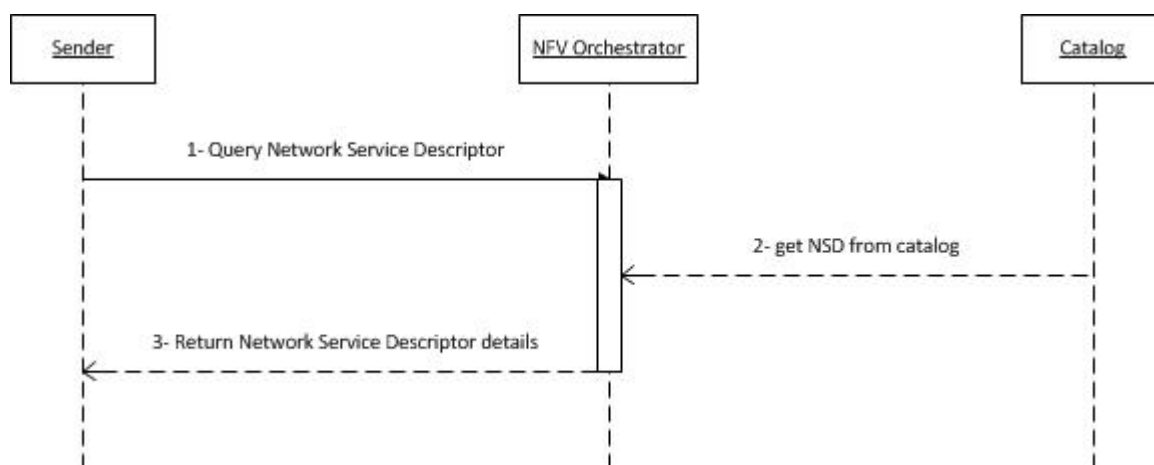 Sender
NFV Orchestrator
Catalog
1- Query Network Service Descriptor
2- get NSD from catalog
3- Return Network Service Descriptor details